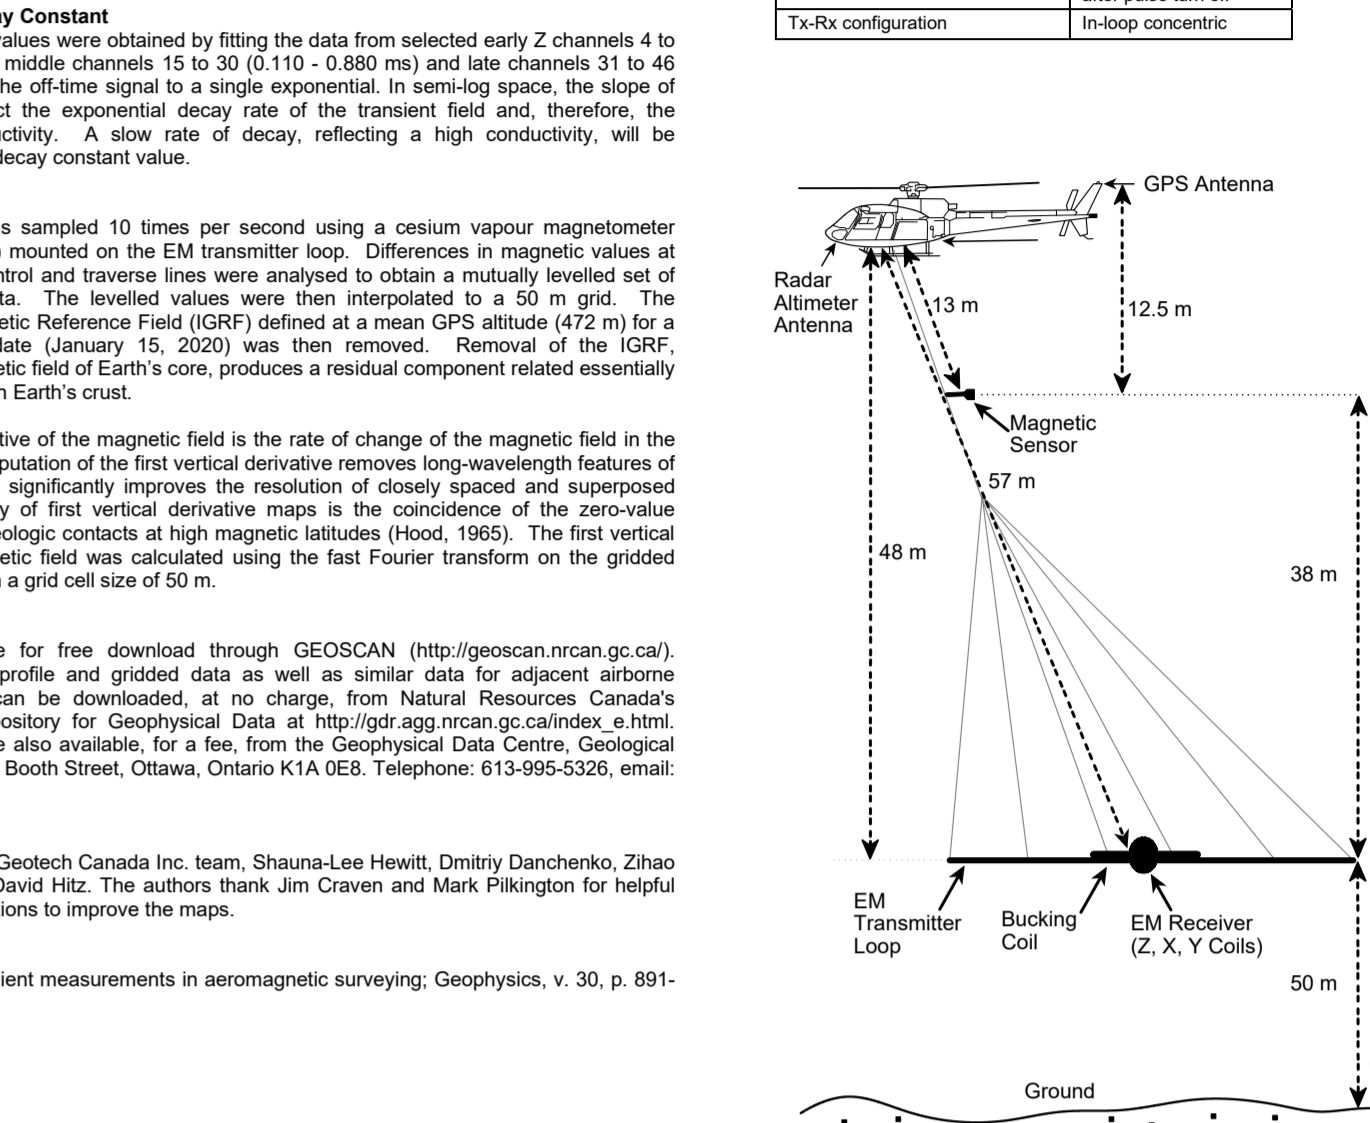 ay Constant
values were obtained by fitting the data from selected early Z channels 4 to
middle channels 15 to 30 (0.110 - 0.880 ms) and late channels 31 to 46
he off-time signal to a single exponential. In semi-log space, the slope of
ct the exponential decay rate of the transient field and, therefore, the
uctivity. A slow rate of decay, reflecting a high conductivity, will be
decay constant value.
s sampled 10 times per second using a cesium vapour magnetometer
) mounted on the EM transmitter loop. Differences in magnetic values at
ntrol and traverse lines were analysed to obtain a mutually levelled set of
ta. The levelled values were then interpolated to a 50 m grid. The
etic Reference Field (IGRF) defined at a mean GPS altitude (472 m) for a
date (January 15, 2020) was then removed. Removal of the IGRF,
etic field of Earth's core, produces a residual component related essentially
n Earth's crust.
tive of the magnetic field is the rate of change of the magnetic field in the
putation of the first vertical derivative removes long-wavelength features of
significantly improves the resolution of closely spaced and superposed
y of first vertical derivative maps is the coincidence of the zero-value
eologic contacts at high magnetic latitudes (Hood, 1965). The first vertical
etic field was calculated using the fast Fourier transform on the gridded
a grid cell size of 50 m.
e for free download through GEOSCAN (http://geoscan.nrcan.gc.ca/).
profile and gridded data as well as similar data for adjacent airborne
can be downloaded, at no charge, from Natural Resources Canada's
pository for Geophysical Data at http://gdr.agg.nrcan.gc.ca/index_e.html.
e also available, for a fee, from the Geophysical Data Centre, Geological
Booth Street, Ottawa, Ontario K1A 0E8. Telephone: 613-995-5326, email:
Geotech Canada Inc. team, Shauna-Lee Hewitt, Dmitriy Danchenko, Zihao
David Hitz. The authors thank Jim Craven and Mark Pilkington for helpful
tions to improve the maps.
ient measurements in aeromagnetic surveying; Geophysics, v. 30, p. 891-
after pulse turn off
Tx-Rx configuration In-loop concentric
GPS Antenna
Radar
Altimeter
Antenna
13 m
12.5 m
Magnetic
Sensor
57 m
48 m
38 m
EM
Transmitter
Loop
Bucking
Coil
EM Receiver
(Z, X, Y Coils)
50 m
Ground